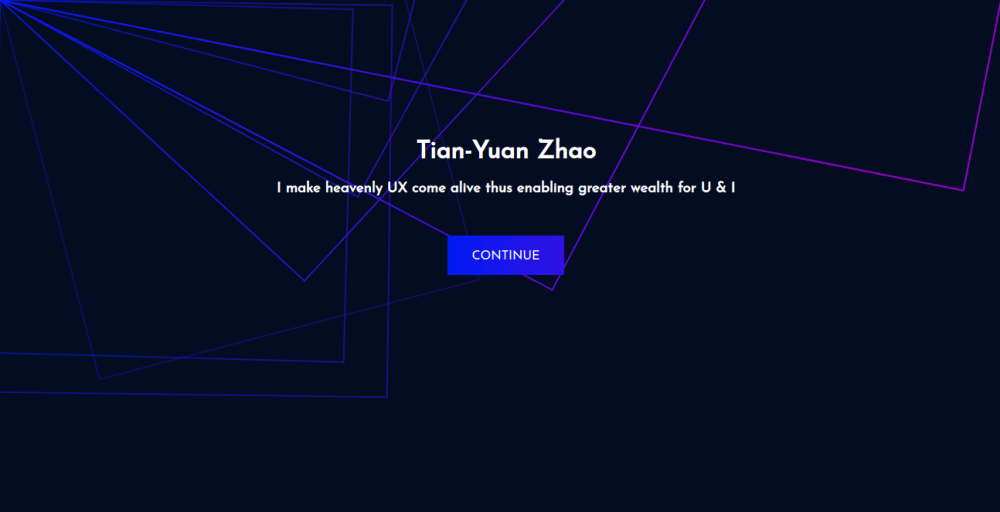 Tian-Yuan Zhao
I make heavenly UX come alive thus enabling greater wealth for U & I
CONTINUE